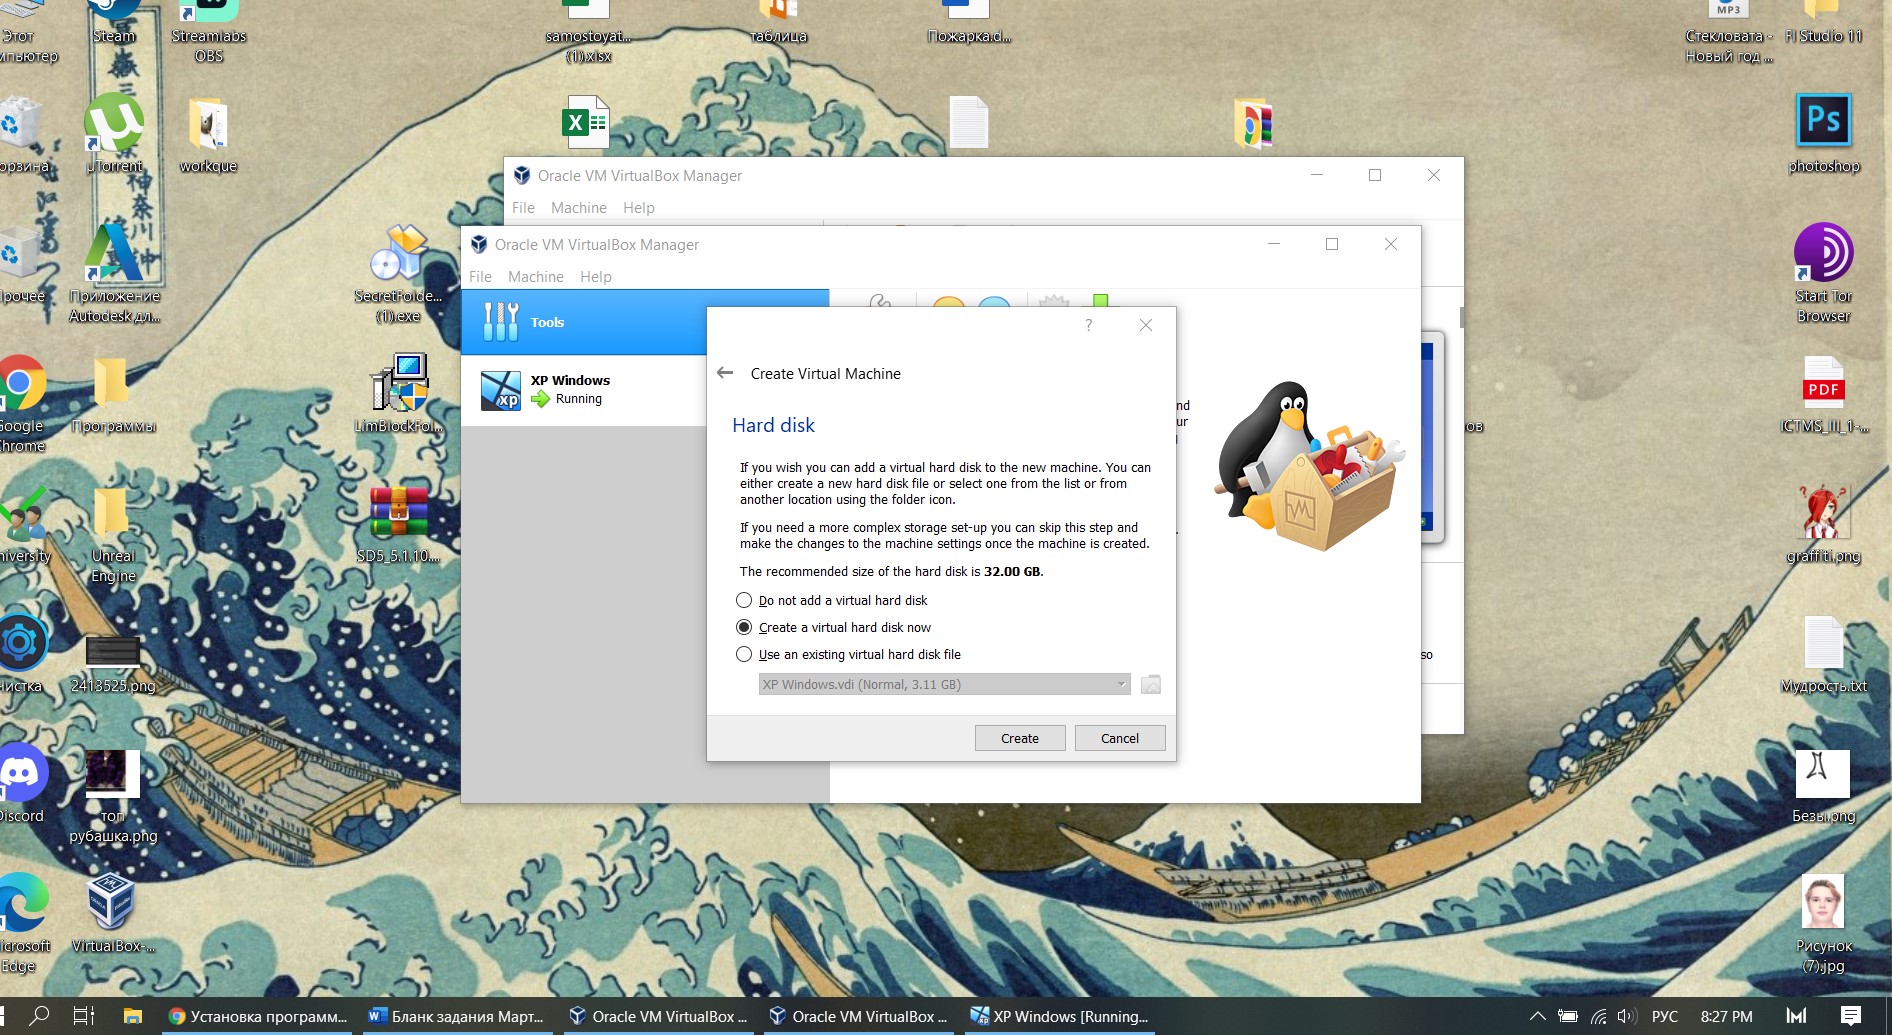 Этот
Steam
Streamlabs
OBS
samostoyat...
(1).xlsx
таблица
Пожарка.d...
MP3
Стекловата -
Новый год ...
Fl Studio 11
µTorrent
workque
Ps
photoshop
Oracle VM VirtualBox Manager
File Machine Help
Oracle VM VirtualBox Manager
File Machine Help
Tools
XP Windows
Running
xp
?
Create Virtual Machine
Hard disk
If you wish you can add a virtual hard disk to the new machine. You can
either create a new hard disk file or select one from the list or from
another location using the folder icon.
If you need a more complex storage set-up you can skip this step and
make the changes to the machine settings once the machine is created.
The recommended size of the hard disk is 32.00 GB.
Do not add a virtual hard disk
Create a virtual hard disk now
Use an existing virtual hard disk file
XP Windows.vdi (Normal, 3.11 GB)
Create Cancel
Приложение
Autodesk дл...
SecretFolde...
(1).exe
Start Tor
Browser
Chrome
Программы
LimBlockFol...
PDF
ICTMS_III_1-...
Unreal
Engine
SD5_5.1.10....
graffiti.png
2413525.png
Мудрость.txt
топ
рубашка.png
Безы.png
Edge
VirtualBox-...
Рисунок
(7).jpg
Установка программ...
Бланк задания Март...
Oracle VM VirtualBox ...
Oracle VM VirtualBox ...
XP Windows [Running...
РУС
8:27 PM